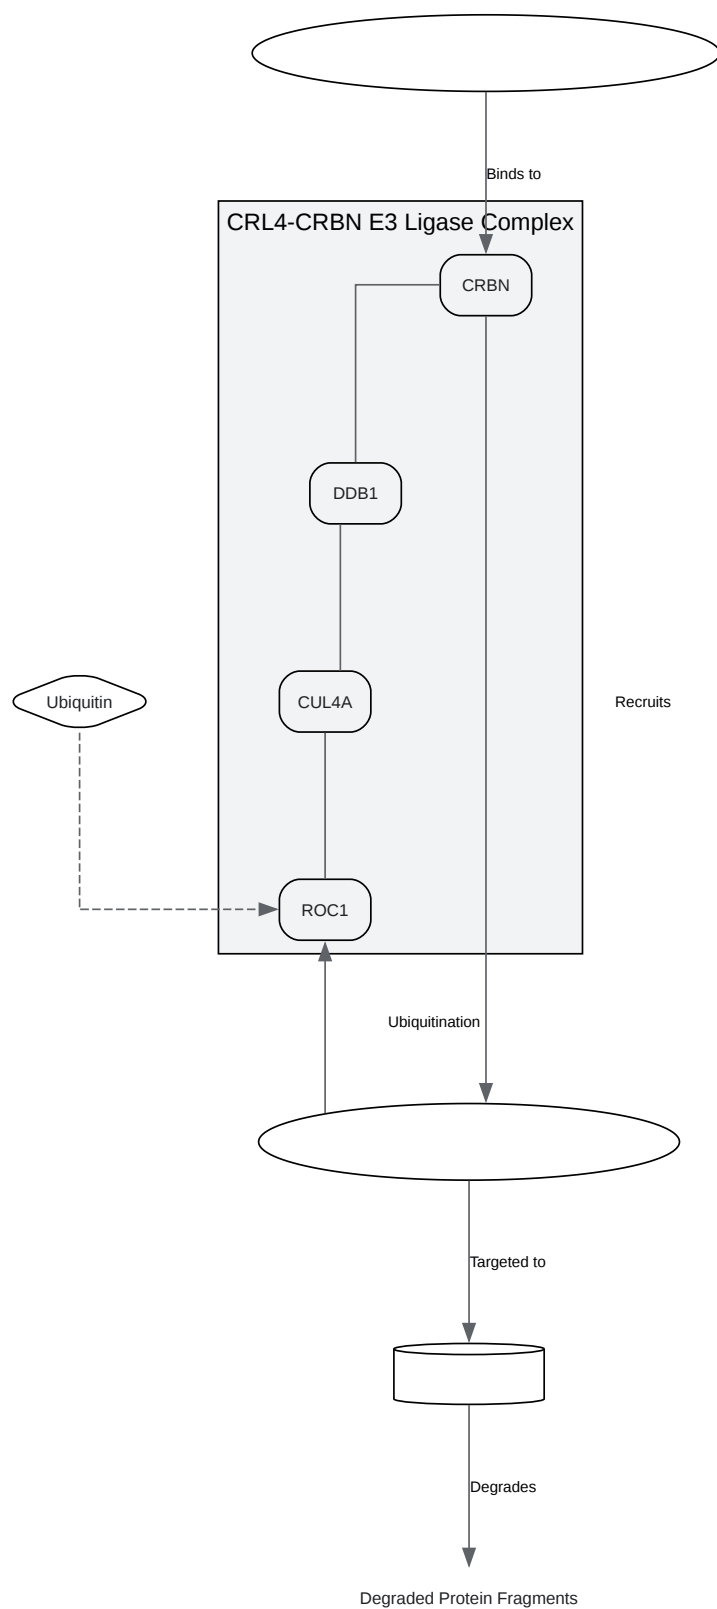 Binds to
CRL4-CRBN E3 Ligase Complex
CRBN
DDB1
Ubiquitin
CUL4A
Recruits
ROC1
Ubiquitination
Targeted to
Degrades
Degraded Protein Fragments